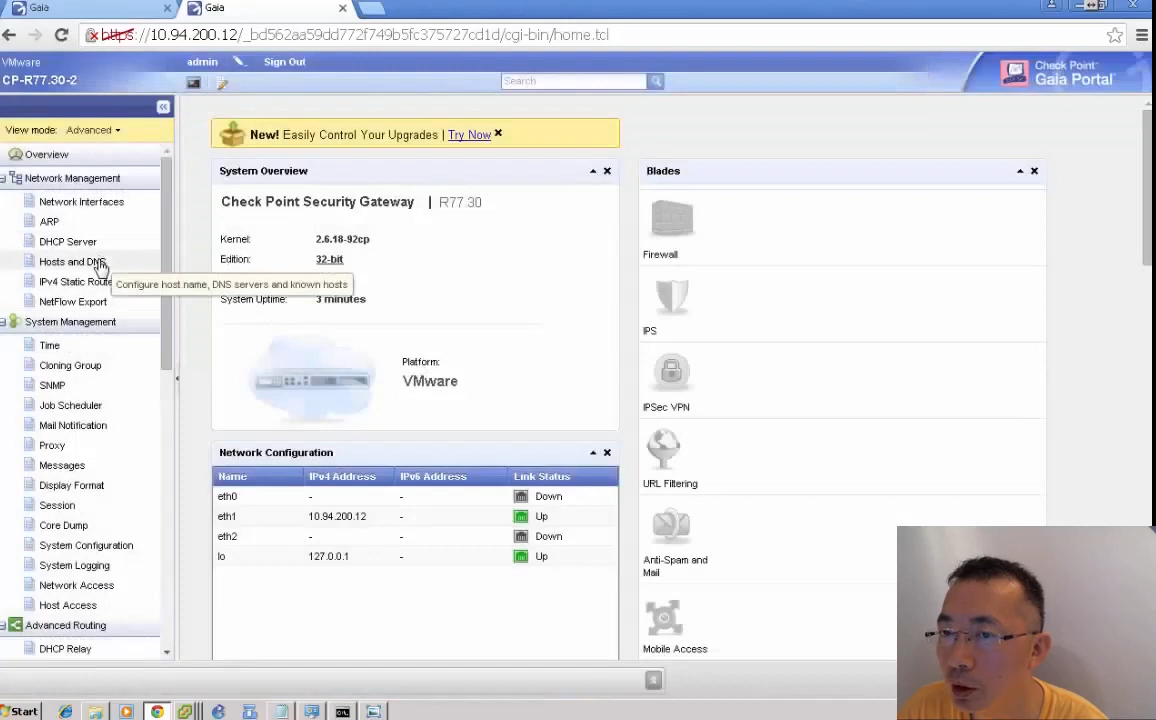 Gaia
Gaia
https://10.94.200.12/_bd562aa59dd772f749b5fc375727cd1d/cgi-bin/home.tcl
VMware
CP-R77.30-2
admin
Sign Out
Search
Check Point
Gaia Portal
View mode: Advanced
Overview
Network Management
Network Interfaces
ARP
DHCP Server
Hosts and DNS
IPv4 Static Route
NetFlow Export
Configure host name, DNS servers and known hosts
System Management
Time
Cloning Group
SNMP
Job Scheduler
Mail Notification
Proxy
Messages
Display Format
Session
Core Dump
System Configuration
System Logging
Network Access
Host Access
Advanced Routing
DHCP Relay
New! Easily Control Your Upgrades | Try Now
System Overview
Check Point Security Gateway | R77.30
Kernel: 2.6.18-92cp
Edition: 32-bit
System Uptime: 3 minutes
Platform:
VMware
Network Configuration
Name IPv4 Address IPv6 Address Link Status
eth0 - - Down
eth1 10.94.200.12 - Up
eth2 - - Down
lo 127.0.0.1 - Up
Blades
Firewall
IPS
IPSec VPN
URL Filtering
Anti-Spam and
Mail
Mobile Access
Start